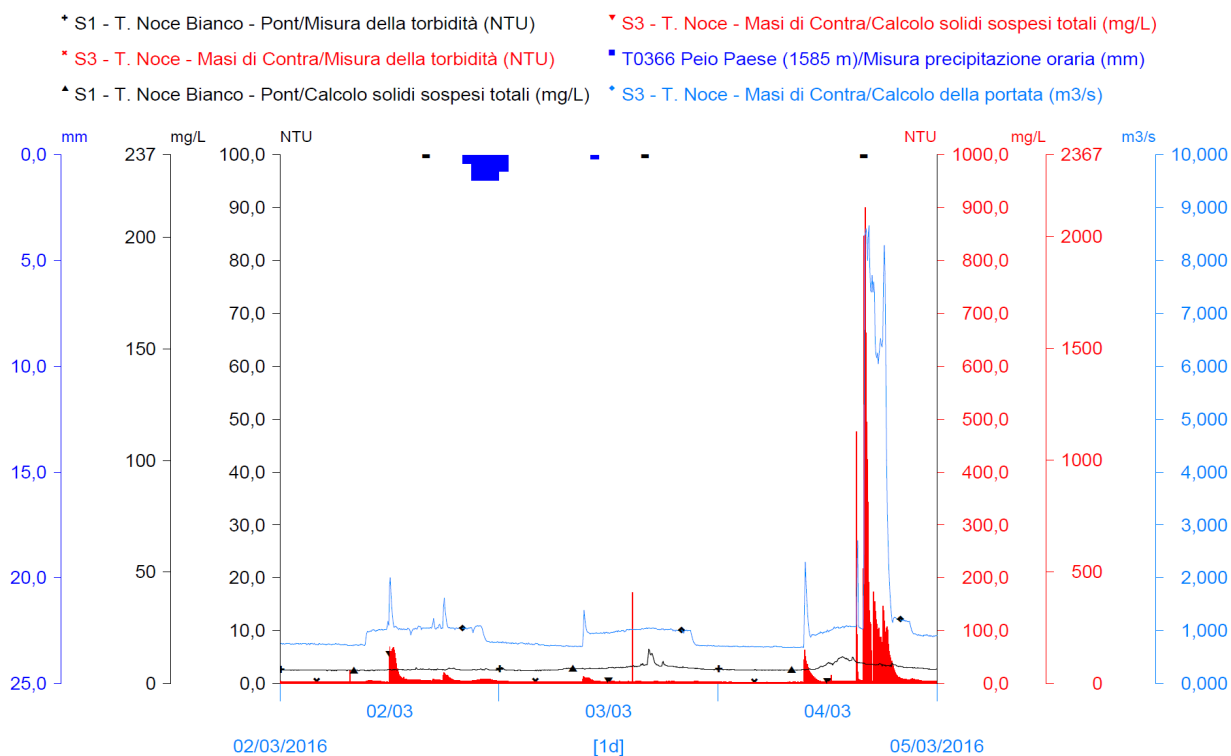 S1 - T. Noce Bianco - Pont/Misura della torbidità (NTU) S3 - T. Noce - Masi di Contra/Calcolo solidi sospesi totali (mg/L)
S3 - T. Noce - Masi di Contra/Misura della torbidità (NTU) T0366 Peio Paese (1585 m)/Misura precipitazione oraria (mm)
S1 - T. Noce Bianco - Pont/Calcolo solidi sospesi totali (mg/L) S3 - T. Noce - Masi di Contra/Calcolo della portata (m3/s)
mm mg/L NTU NTU mg/L m3/s
0,0 237 100,0 1000,0 2367 10,000
90,0 900,0 9,000
200 2000
5,0 80,0 800,0 8,000
70,0 700,0 7,000
150 1500
10,0 60,0 600,0 6,000
50,0 500,0 5,000
100 1000
15,0 40,0 400,0 4,000
30,0 300,0 3,000
50 500
20,0 20,0 200,0 2,000
10,0 100,0 1,000
25,0 0 0,0 0,0 0 0,000
02/03 03/03 04/03
02/03/2016 [1d] 05/03/2016